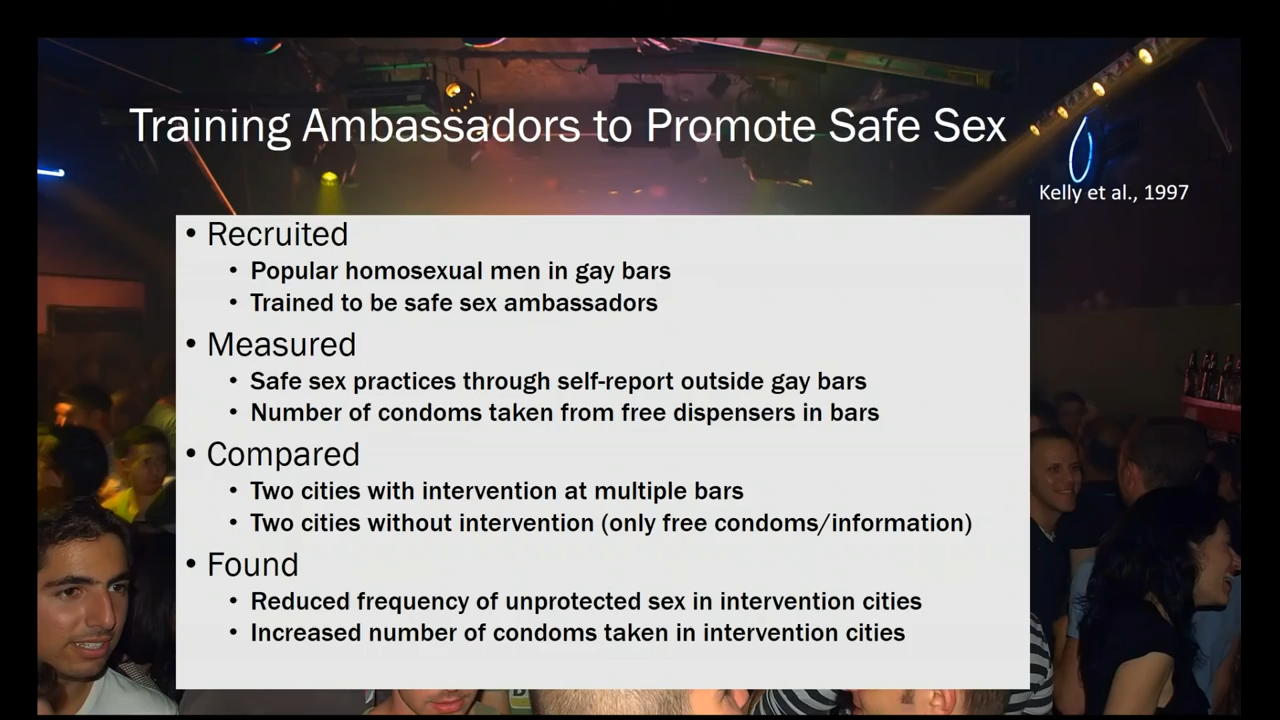 Training Ambassadors to Promote Safe Sex
Kelly et al., 1997
• Recruited
• Popular homosexual men in gay bars
• Trained to be safe sex ambassadors
• Measured
• Safe sex practices through self-report outside gay bars
• Number of condoms taken from free dispensers in bars
• Compared
• Two cities with intervention at multiple bars
• Two cities without intervention (only free condoms/information)
• Found
• Reduced frequency of unprotected sex in intervention cities
• Increased number of condoms taken in intervention cities